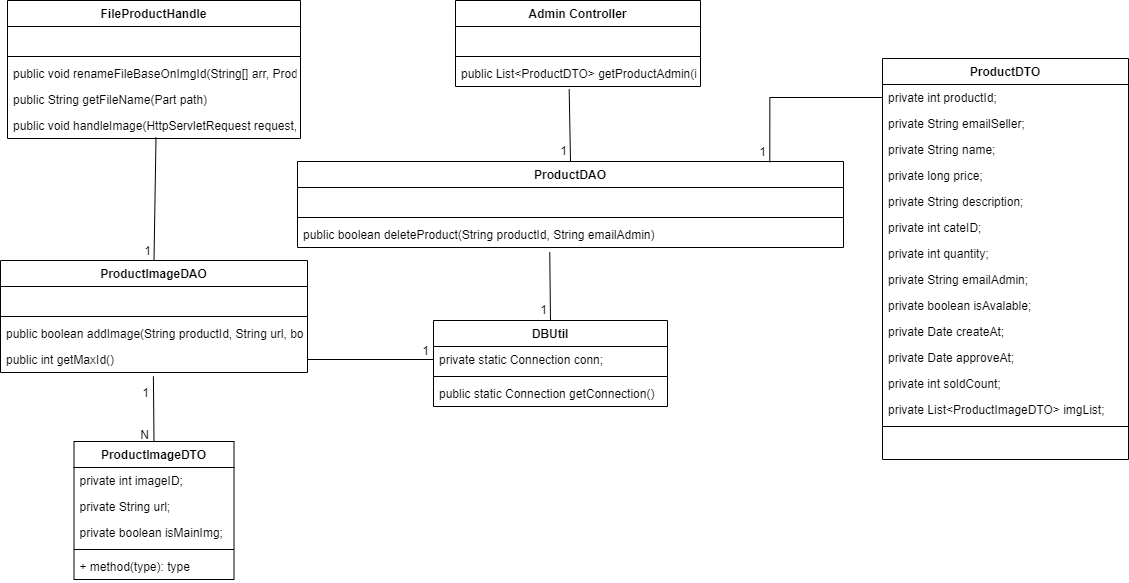 FileProductHandle
public void renameFileBaseOnImgId(String[] arr, Prod
public String getFileName(Part path)
public void handleImage(HttpServletRequest request,
Admin Controller
public List<ProductDTO> getProductAdmin(i
ProductDTO
private int productId;
private String emailSeller;
private String name;
private long price;
private String description;
private int cateID;
private int quantity;
private String emailAdmin;
private boolean isAvalable;
private Date createAt;
private Date approveAt;
private int soldCount;
private List<ProductImageDTO> imgList;
1
1
ProductDAO
public boolean deleteProduct(String productId, String emailAdmin)
1
ProductImageDAO
public boolean addImage(String productId, String url, bo
public int getMaxId()
1
1
DBUtil
private static Connection conn;
public static Connection getConnection()
1
N
ProductImageDTO
private int imageID;
private String url;
private boolean isMainImg;
+ method(type): type